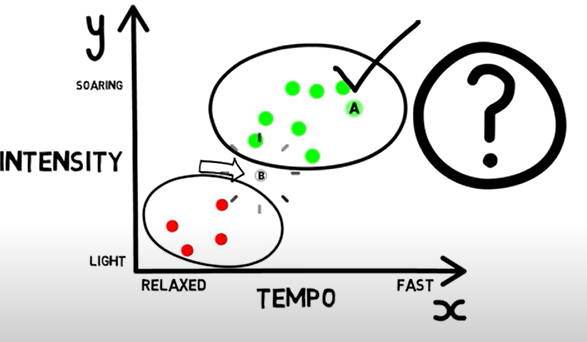 y
SOARING
?
A
INTENSITY
B
LIGHT
RELAXED
TEMPO
FAST
x